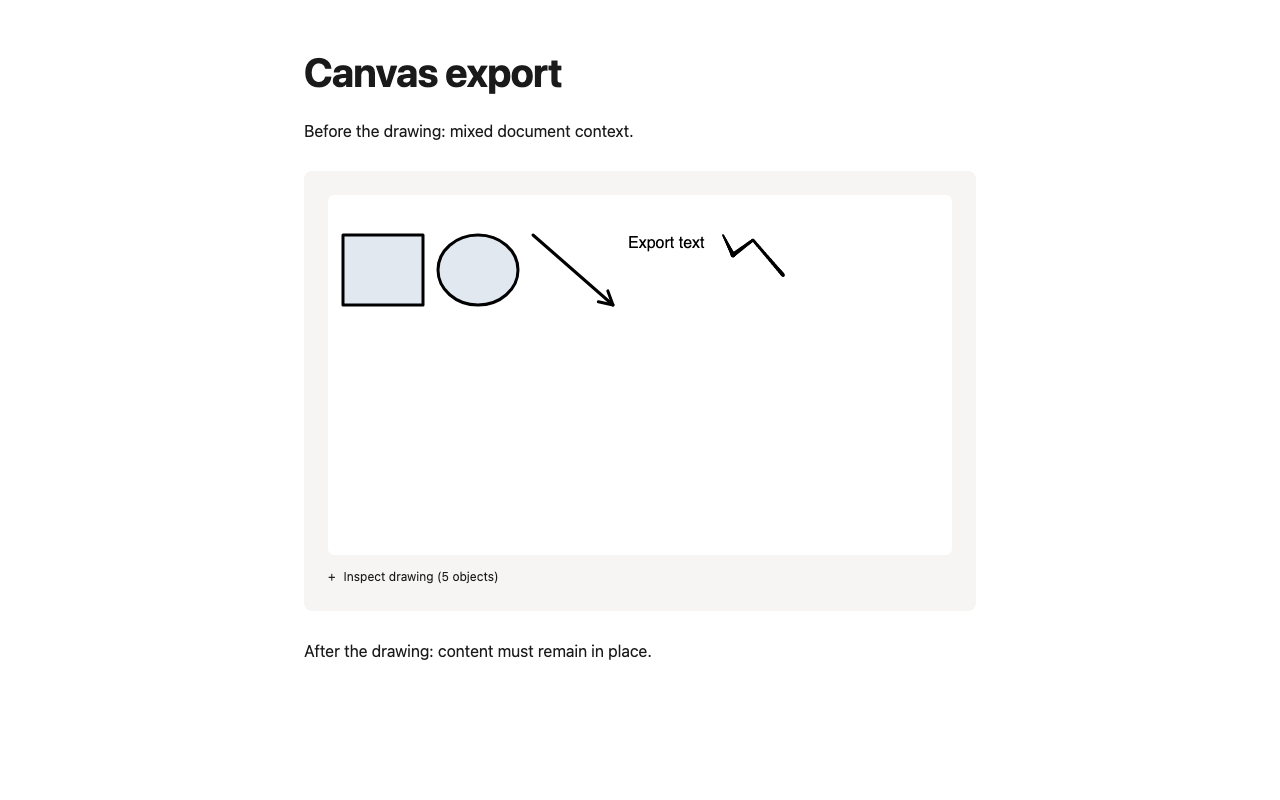 Canvas export
Before the drawing: mixed document context.
Export text
+ Inspect drawing (5 objects)
After the drawing: content must remain in place.